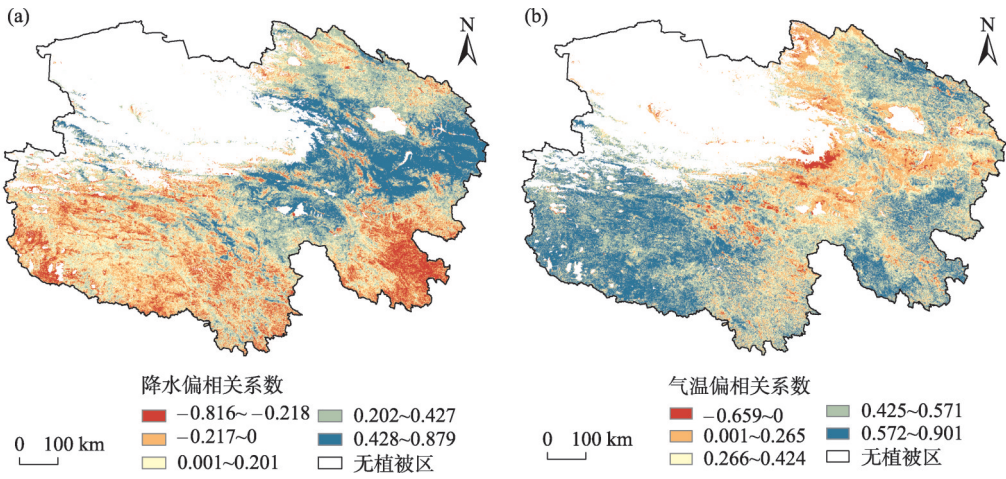 (a)
N
降水偏相关系数
−0.816~−0.218
0.202~0.427
−0.217~0
0.428~0.879
0.001~0.201
无植被区
0 100 km
(b)
N
气温偏相关系数
−0.659~0
0.425~0.571
0.001~0.265
0.572~0.901
0.266~0.424
无植被区
0 100 km